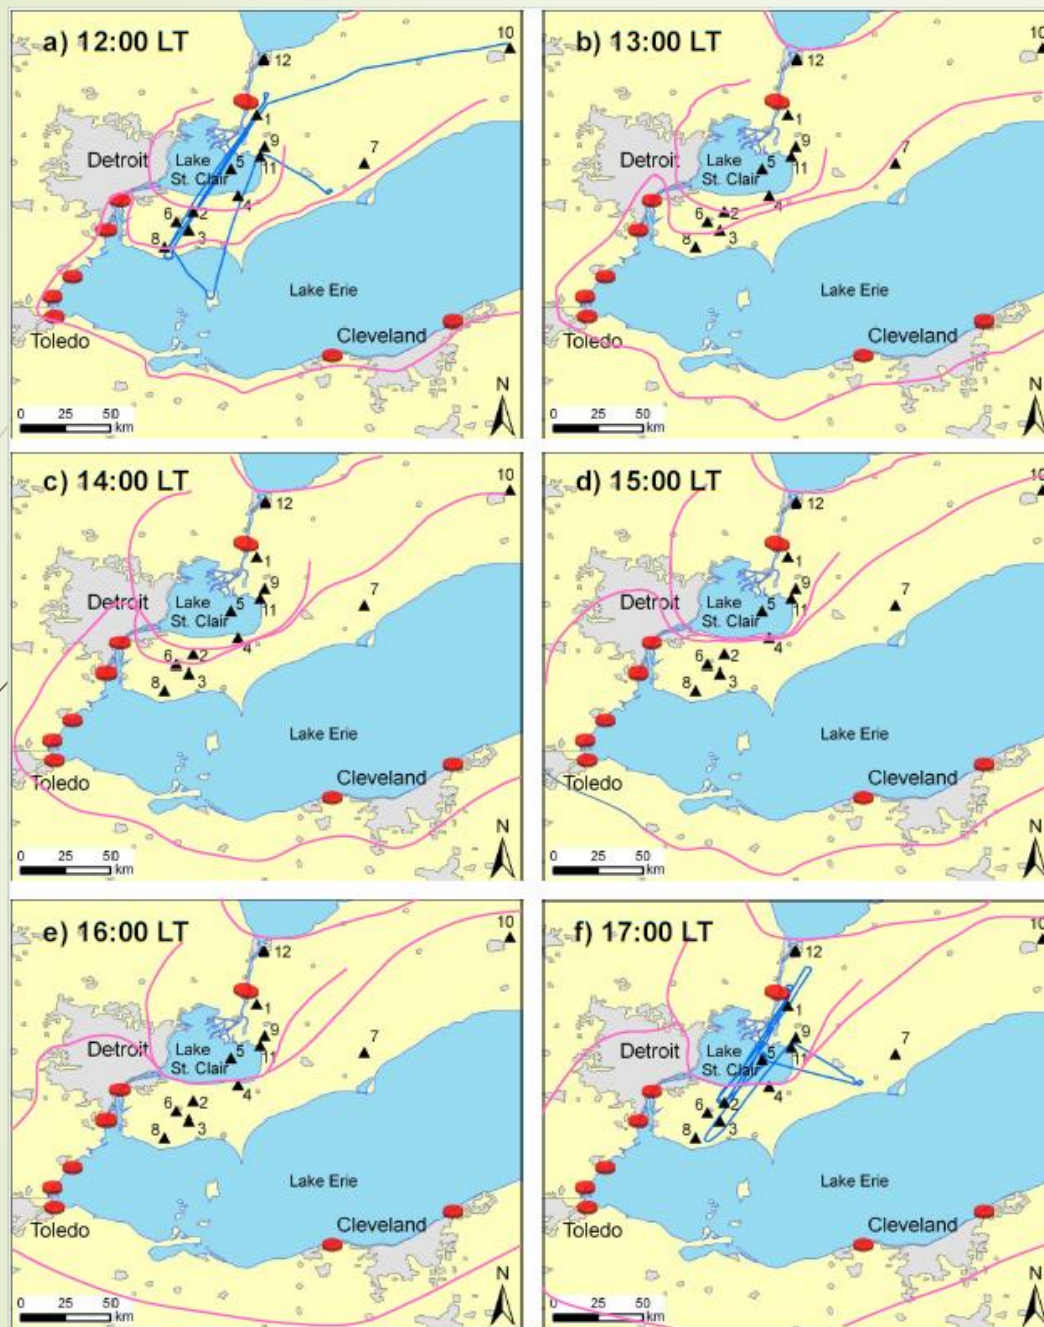 a) 12:00 LT
10
12
1
9
7
Detroit
Lake
St. Clair
5
11
4
6
2
3
8
Lake Erie
Toledo
Cleveland
N
0 25 50
km
b) 13:00 LT
10
12
1
9
7
Detroit
Lake
St. Clair
5
11
4
6
2
3
8
Lake Erie
Toledo
Cleveland
N
0 25 50
km
c) 14:00 LT
10
12
1
9
7
Detroit
Lake
St. Clair
5
11
4
6
2
3
8
Lake Erie
Toledo
Cleveland
N
0 25 50
km
d) 15:00 LT
10
12
1
9
7
Detroit
Lake
St. Clair
5
11
4
6
2
3
8
Lake Erie
Toledo
Cleveland
N
0 25 50
km
e) 16:00 LT
10
12
1
9
7
Detroit
Lake
St. Clair
5
11
4
6
2
3
8
Lake Erie
Toledo
Cleveland
N
0 25 50
km
f) 17:00 LT
10
12
1
9
7
Detroit
Lake
St. Clair
5
11
4
6
2
3
8
Lake Erie
Toledo
Cleveland
N
0 25 50
km